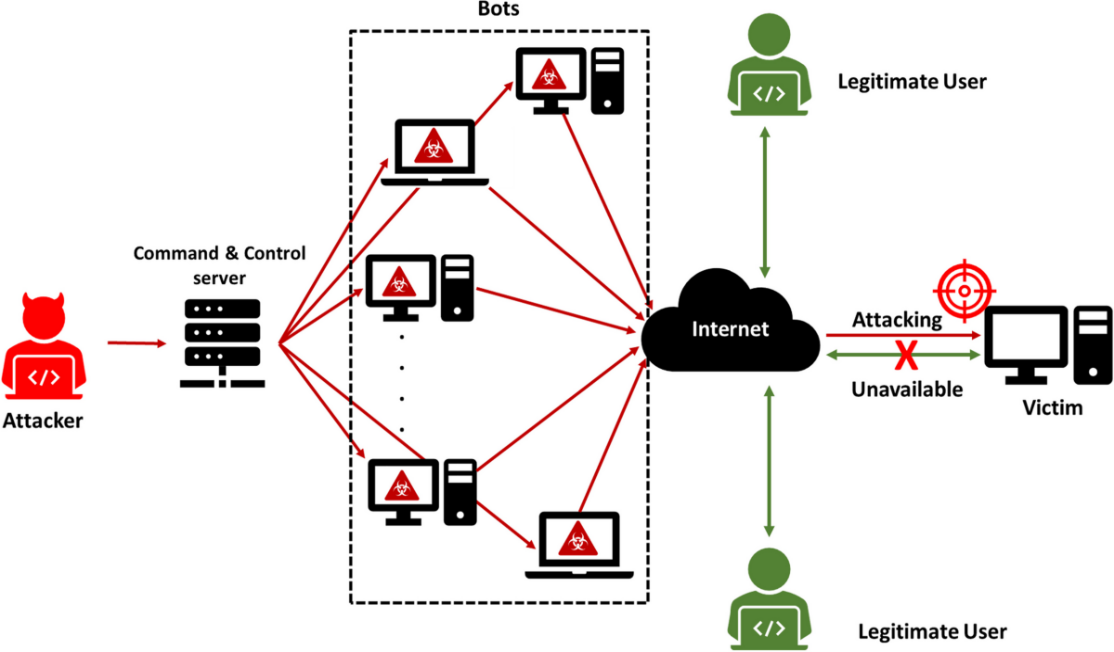 Bots
Legitimate User
Command & Control
server
Internet
Attacking
Unavailable
Attacker
Victim
Legitimate User